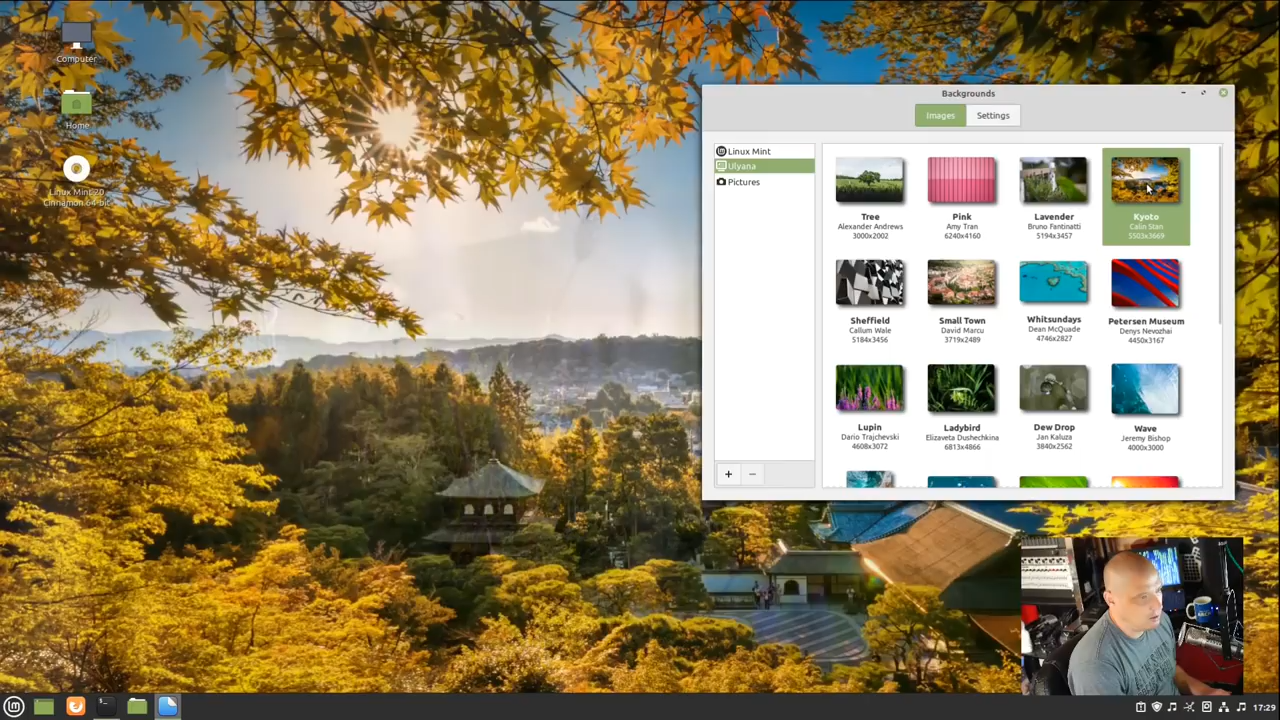 Computer
Home
Linux Mint 20
Cinnamon 64-bit
Backgrounds
Images
Settings
Linux Mint
Ulyana
Pictures
Tree
Alexander Andrews
3000x2002
Pink
Amy Tran
6240x4160
Lavender
Bruno Fantinatti
5194x3457
Kyoto
Calin Stan
5503x3669
Sheffield
Callum Wale
5184x3456
Small Town
David Marcu
3719x2489
Whitsundays
Dean McQuade
4746x2827
Petersen Museum
Denys Nevozhai
4450x3167
Lupin
Dario Trajchevski
4608x3072
Ladybird
Elizaveta Dushechkina
6813x4866
Dew Drop
Jan Kaluza
3840x2562
Wave
Jeremy Bishop
4000x3000
17:29